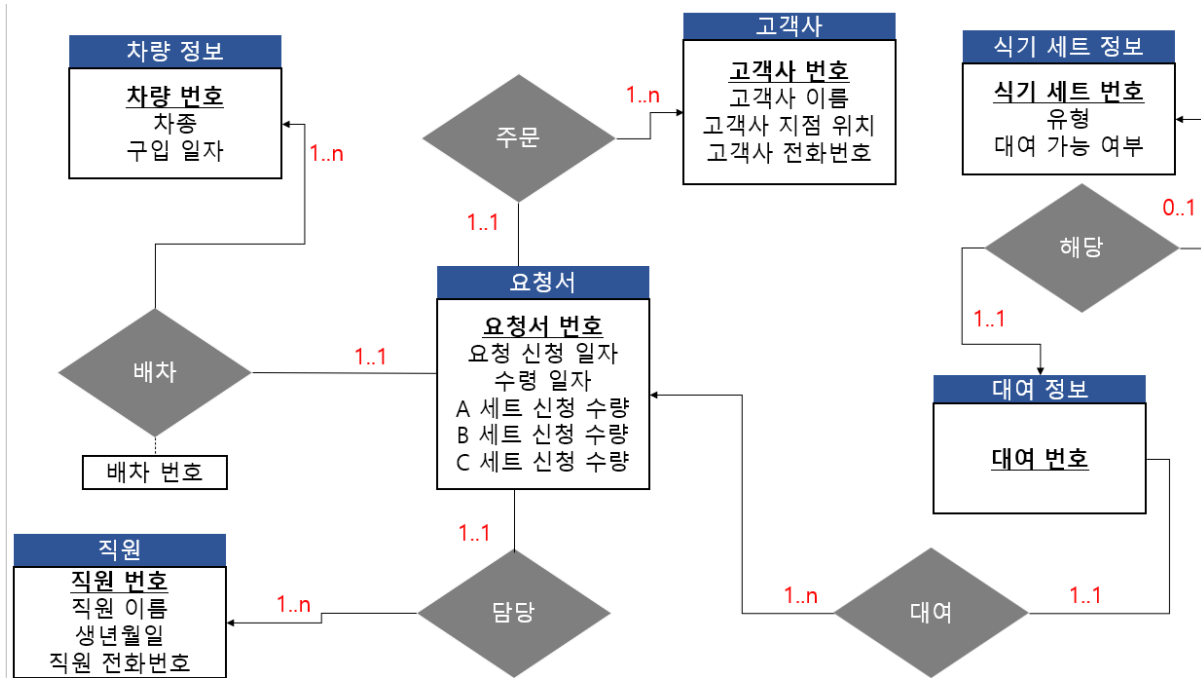 차량 정보
차량 번호
차종
구입 일자
1..n
주문
1..n
1..1
고객사
고객사 번호
고객사 이름
고객사 지점 위치
고객사 전화번호
식기 세트 정보
식기 세트 번호
유형
대여 가능 여부
0..1
해당
1..1
배차
1..1
배차 번호
요청서
요청서 번호
요청 신청 일자
수령 일자
A 세트 신청 수량
B 세트 신청 수량
C 세트 신청 수량
대여 정보
대여 번호
1..1
직원
직원 번호
직원 이름
생년월일
직원 전화번호
1..n
담당
1..n
대여
1..1